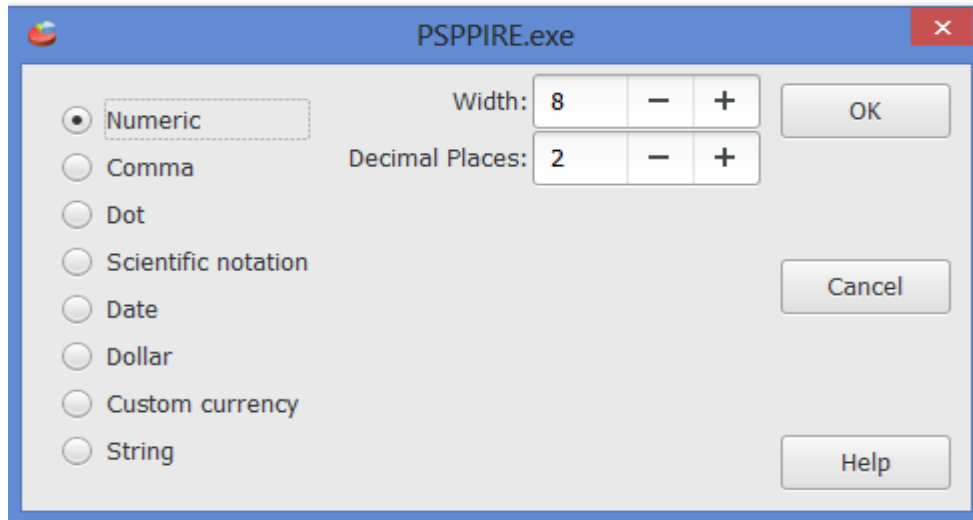 PSPPIRE.exe
Numeric
Comma
Dot
Scientific notation
Date
Dollar
Custom currency
String
Width: 8
Decimal Places: 2
OK
Cancel
Help